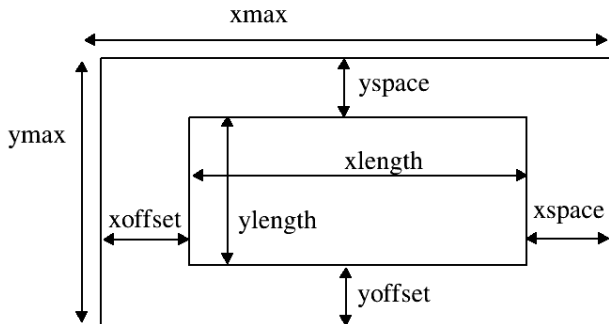 xmax
yspace
ymax
xlength
xoffset
ylength
xspace
yoffset